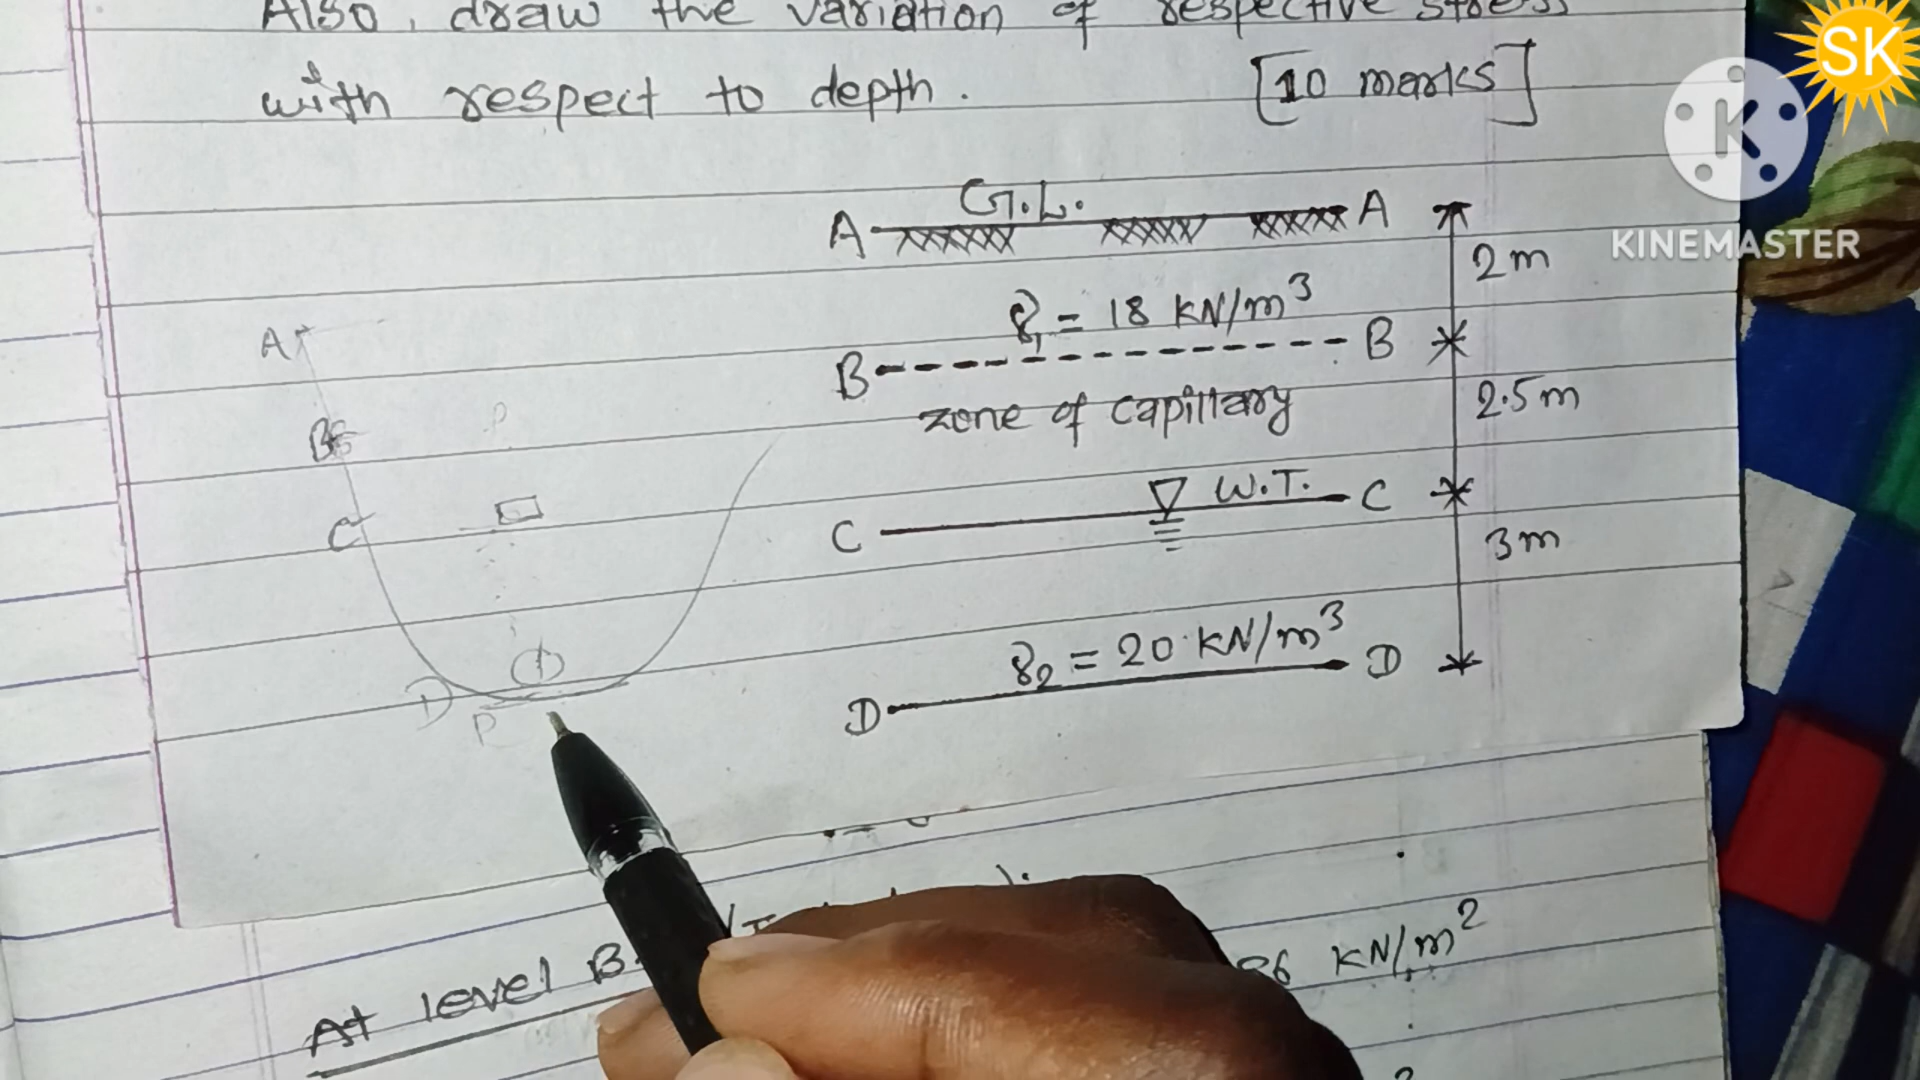 Also, draw the variation of respective stress
with respect to depth. [10 marks]
SK
KINEMASTER
G.L.
A A
2m
γ1 = 18 KN/m³
A
B B
B
zone of capillary
2.5m
W.T.
C C
C
3m
γ2 = 20 KN/m³
D D
D
P
At level B
86 KN/m²